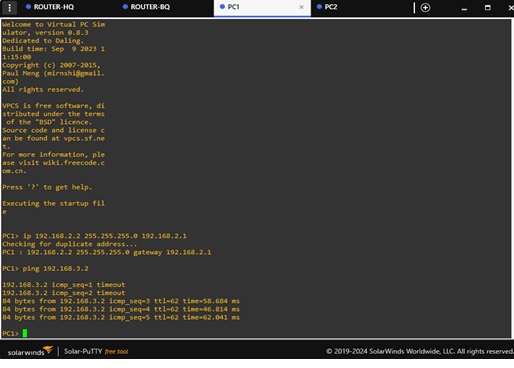 ROUTER-HQ
ROUTER-BQ
PC1
PC2
Welcome to Virtual PC Sim
ulator, version 0.8.3
Dedicated to Daling.
Build time: Sep  9 2023 1
1:15:00
Copyright (c) 2007-2015,
Paul Meng (mirnshi@gmail.
com)
All rights reserved.
VPCS is free software, di
stributed under the terms
 of the "BSD" licence.
Source code and license c
an be found at vpcs.sf.ne
t.
For more information, ple
ase visit wiki.freecode.c
om.cn.
Press '?' to get help.
Executing the startup fil
e
PC1> ip 192.168.2.2 255.255.255.0 192.168.2.1
Checking for duplicate address...
PC1 : 192.168.2.2 255.255.255.0 gateway 192.168.2.1
PC1> ping 192.168.3.2
192.168.3.2 icmp_seq=1 timeout
192.168.3.2 icmp_seq=2 timeout
84 bytes from 192.168.3.2 icmp_seq=3 ttl=62 time=58.684 ms
84 bytes from 192.168.3.2 icmp_seq=4 ttl=62 time=46.814 ms
84 bytes from 192.168.3.2 icmp_seq=5 ttl=62 time=62.041 ms
PC1>
solarwinds Solar-PuTTY free tool
© 2019-2024 SolarWinds Worldwide, LLC. All rights reserved.